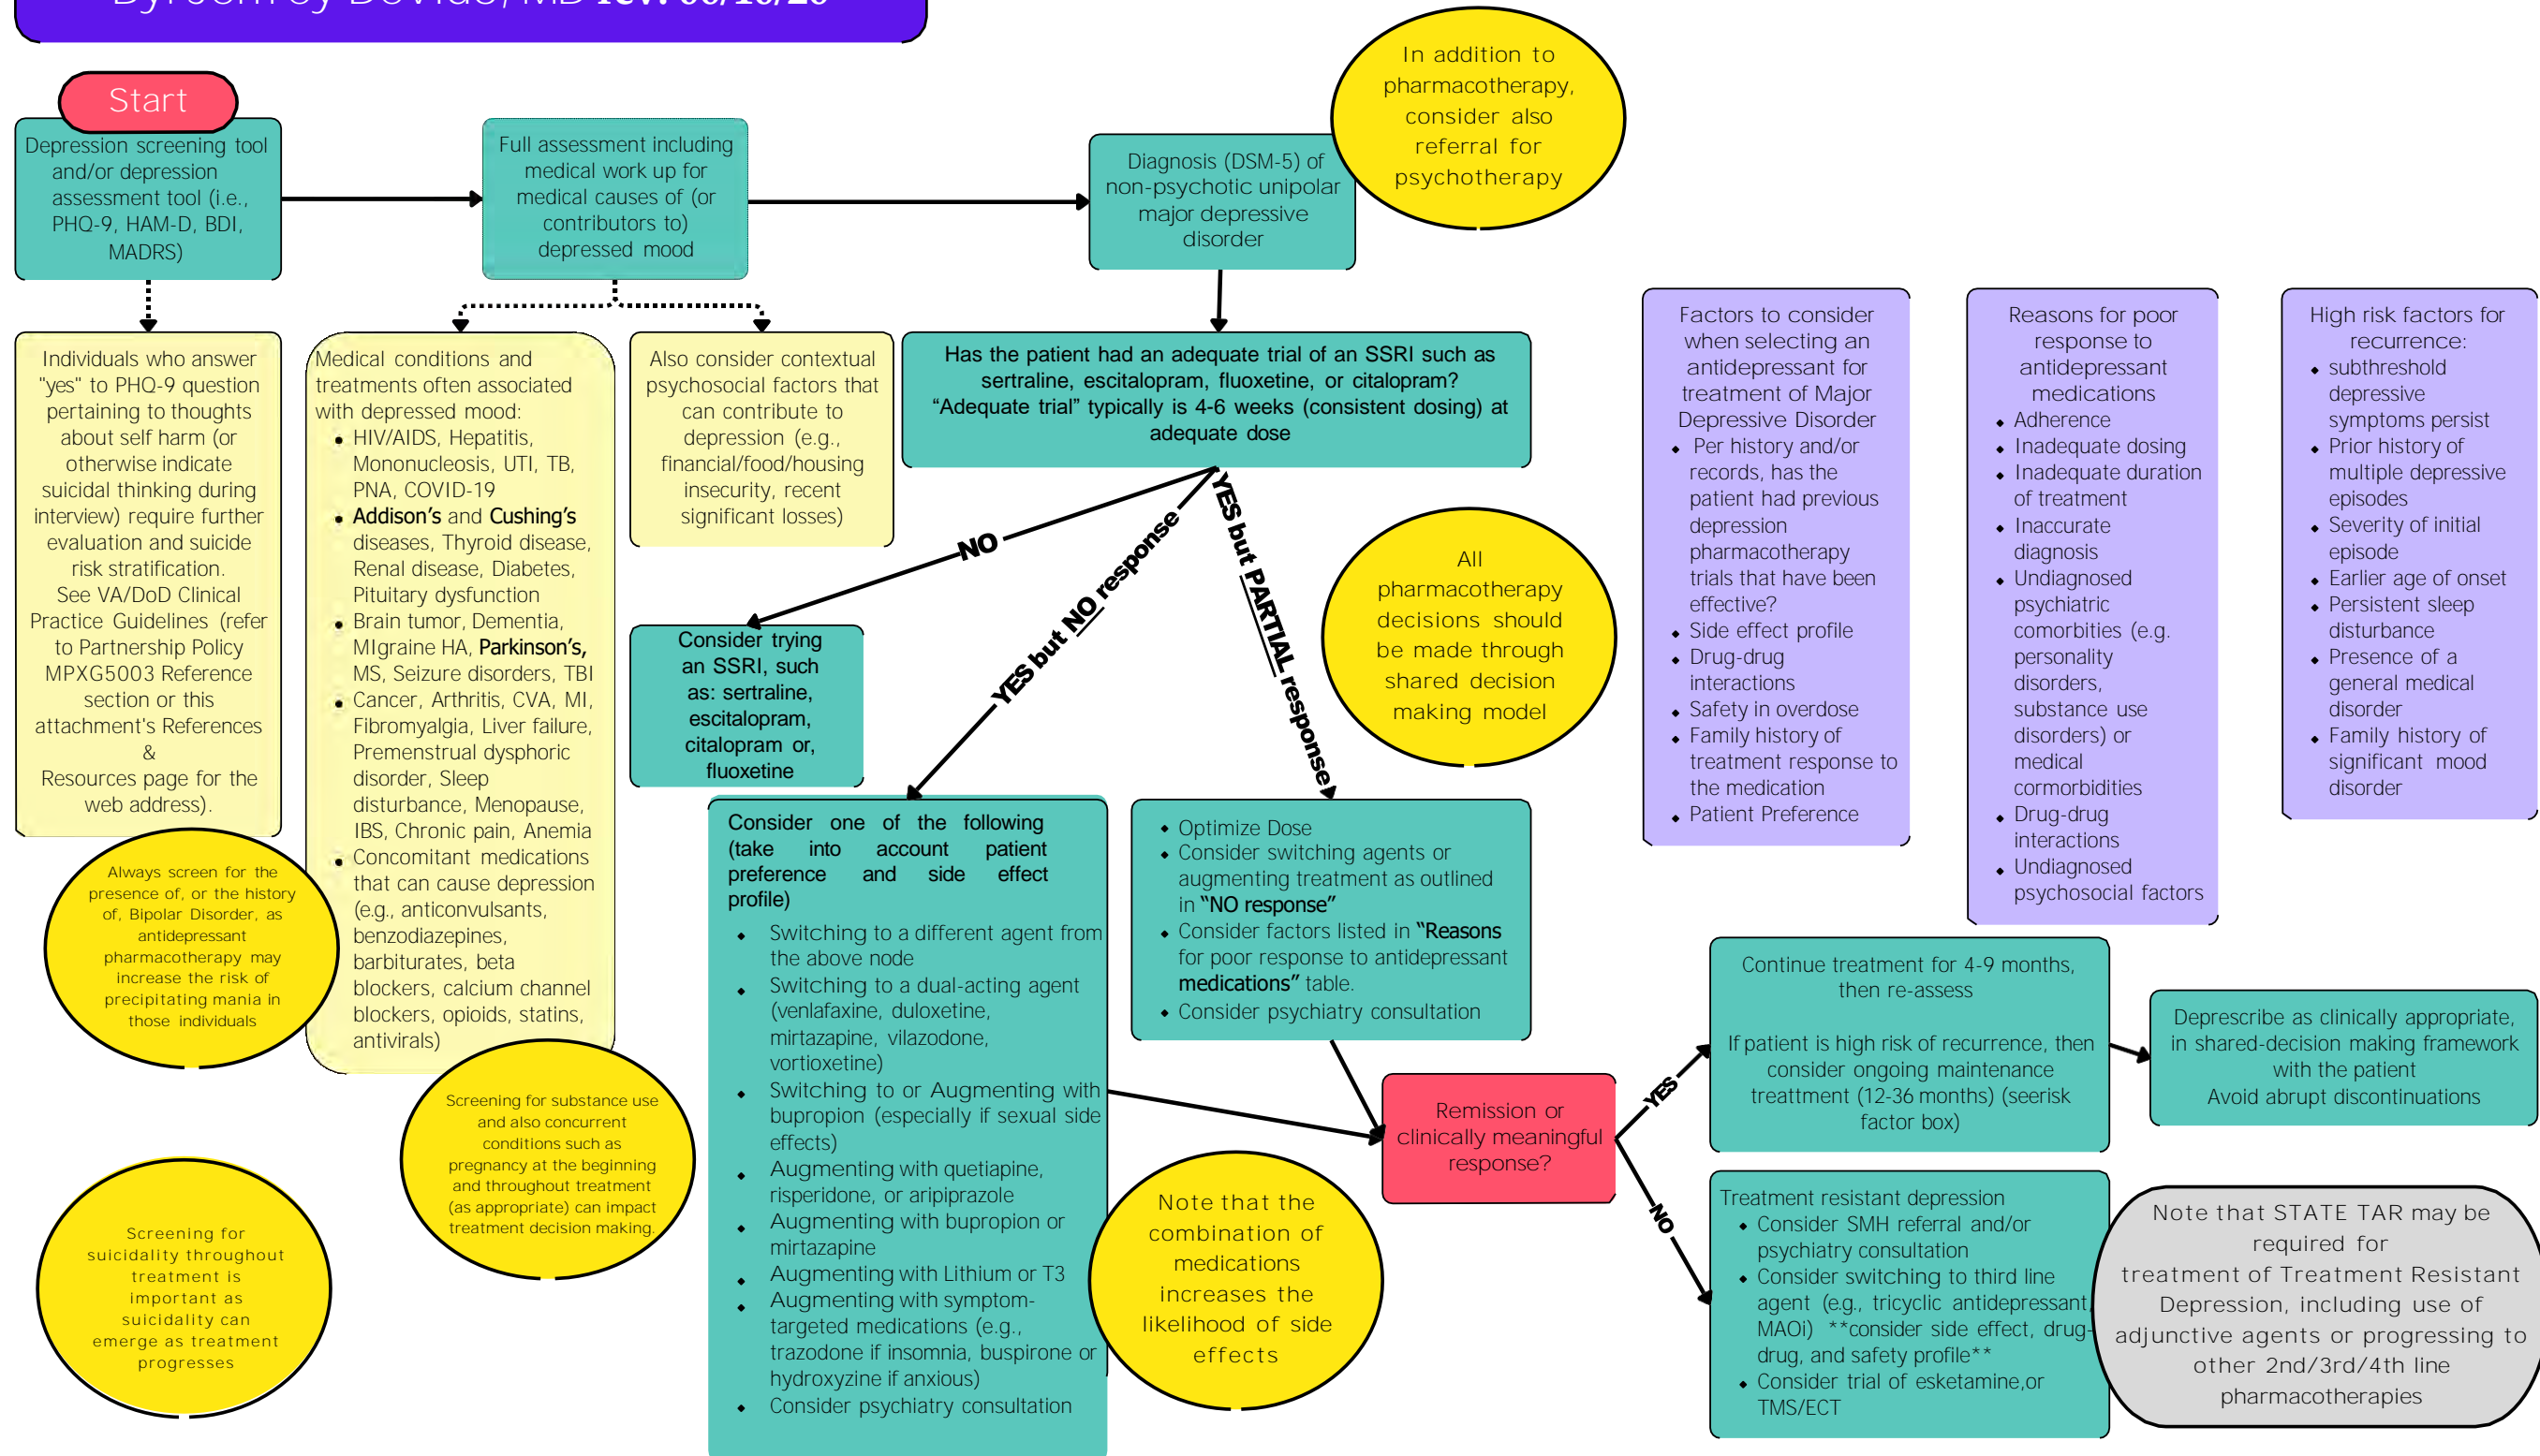 rev.
Start
Depression screening tool
and/or depression
assessment tool (i.e.,
PHQ-9, HAM-D, BDI,
MADRS)
Full assessment including
medical work up for
medical causes of (or
contributors to)
depressed mood
Diagnosis (DSM-5) of
non-psychotic unipolar
major depressive
disorder
In addition to
pharmacotherapy,
consider also
referral for
psychotherapy
Individuals who answer
"yes" to PHQ-9 question
pertaining to thoughts
about self harm (or
otherwise indicate
suicidal thinking during
interview) require further
evaluation and suicide
risk stratification.
See VA/DoD Clinical
Practice Guidelines (refer
to Partnership Policy
MPXG5003 Reference
section or this
attachment's References
&
Resources page for the
web address).
Medical conditions and
treatments often associated
with depressed mood:
• HIV/AIDS, Hepatitis,
Mononucleosis, UTI, TB,
PNA, COVID-19
• Addison's and Cushing's
diseases, Thyroid disease,
Renal disease, Diabetes,
Pituitary dysfunction
• Brain tumor, Dementia,
MIgraine HA, Parkinson's,
MS, Seizure disorders, TBI
• Cancer, Arthritis, CVA, MI,
Fibromyalgia, Liver failure,
Premenstrual dysphoric
disorder, Sleep
disturbance, Menopause,
IBS, Chronic pain, Anemia
• Concomitant medications
that can cause depression
(e.g., anticonvulsants,
benzodiazepines,
barbiturates, beta
blockers, calcium channel
blockers, opioids, statins,
antivirals)
Also consider contextual
psychosocial factors that
can contribute to
depression (e.g.,
financial/food/housing
insecurity, recent
significant losses)
Has the patient had an adequate trial of an SSRI such as
sertraline, escitalopram, fluoxetine, or citalopram?
“Adequate trial” typically is 4-6 weeks (consistent dosing) at
adequate dose
NO
YES but NO response
YES but PARTIAL response
Consider trying
an SSRI, such
as: sertraline,
escitalopram,
citalopram or,
fluoxetine
All
pharmacotherapy
decisions should
be made through
shared decision
making model
Factors to consider
when selecting an
antidepressant for
treatment of Major
Depressive Disorder
• Per history and/or
records, has the
patient had previous
depression
pharmacotherapy
trials that have been
effective?
• Side effect profile
• Drug-drug
interactions
• Safety in overdose
• Family history of
treatment response to
the medication
• Patient Preference
Reasons for poor
response to
antidepressant
medications
• Adherence
• Inadequate dosing
• Inadequate duration
of treatment
• Inaccurate
diagnosis
• Undiagnosed
psychiatric
comorbities (e.g.
personality
disorders,
substance use
disorders) or
medical
cormorbidities
• Drug-drug
interactions
• Undiagnosed
psychosocial factors
High risk factors for
recurrence:
• subthreshold
depressive
symptoms persist
• Prior history of
multiple depressive
episodes
• Severity of initial
episode
• Earlier age of onset
• Persistent sleep
disturbance
• Presence of a
general medical
disorder
• Family history of
significant mood
disorder
Consider one of the following
(take into account patient
preference and side effect
profile)
• Switching to a different agent from
the above node
• Switching to a dual-acting agent
(venlafaxine, duloxetine,
mirtazapine, vilazodone,
vortioxetine)
• Switching to or Augmenting with
bupropion (especially if sexual side
effects)
• Augmenting with quetiapine,
risperidone, or aripiprazole
• Augmenting with bupropion or
mirtazapine
• Augmenting with Lithium or T3
• Augmenting with symptom-
targeted medications (e.g.,
trazodone if insomnia, buspirone or
hydroxyzine if anxious)
• Consider psychiatry consultation
• Optimize Dose
• Consider switching agents or
augmenting treatment as outlined
in “NO response”
• Consider factors listed in “Reasons
for poor response to antidepressant
medications” table.
• Consider psychiatry consultation
Always screen for the
presence of, or the history
of, Bipolar Disorder, as
antidepressant
pharmacotherapy may
increase the risk of
precipitating mania in
those individuals
Screening for substance use
and also concurrent
conditions such as
pregnancy at the beginning
and throughout treatment
(as appropriate) can impact
treatment decision making.
Screening for
suicidality throughout
treatment is
important as
suicidality can
emerge as treatment
progresses
Note that the
combination of
medications
increases the
likelihood of side
effects
Remission or
clinically meaningful
response?
YES
NO
Continue treatment for 4-9 months,
then re-assess
If patient is high risk of recurrence, then
consider ongoing maintenance
treattment (12-36 months) (seerisk
factor box)
Deprescribe as clinically appropriate,
in shared-decision making framework
with the patient
Avoid abrupt discontinuations
Treatment resistant depression
• Consider SMH referral and/or
psychiatry consultation
• Consider switching to third line
agent (e.g., tricyclic antidepressant,
MAOi) **consider side effect, drug-
drug, and safety profile**
• Consider trial of esketamine,or
TMS/ECT
Note that STATE TAR may be
required for
treatment of Treatment Resistant
Depression, including use of
adjunctive agents or progressing to
other 2nd/3rd/4th line
pharmacotherapies